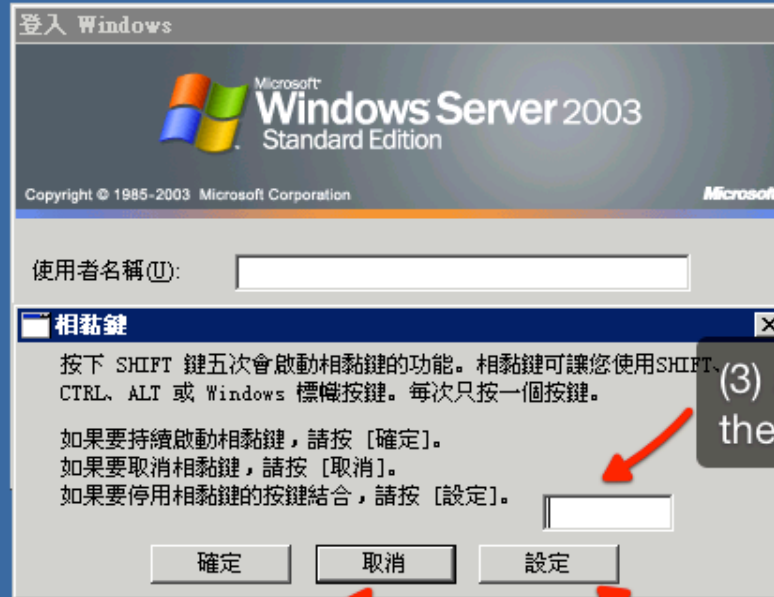 登入 Windows
Microsoft
Windows Server 2003
Standard Edition
Copyright © 1985-2003 Microsoft Corporation
Microsoft
使用者名稱(U):
相黏鍵
按下 SHIFT 鍵五次會啟動相黏鍵的功能。相黏鍵可讓您使用SHIFT、
CTRL、ALT 或 Windows 標幟按鍵。每次只按一個按鍵。
(3)
the
如果要持續啟動相黏鍵，請按 [確定]。
如果要取消相黏鍵，請按 [取消]。
如果要停用相黏鍵的按鍵結合，請按 [設定]。
確定
取消
設定